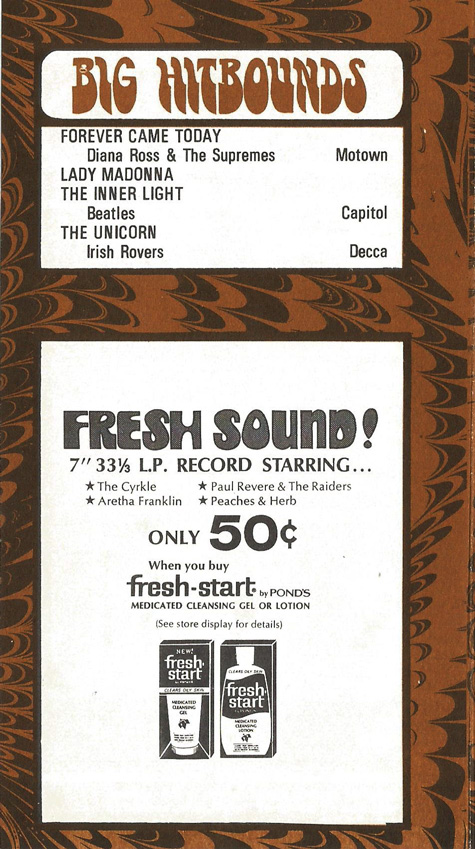 BIG HITBOUNDS
FOREVER CAME TODAY
Diana Ross & The Supremes Motown
LADY MADONNA
THE INNER LIGHT
Beatles Capitol
THE UNICORN
Irish Rovers Decca
FRESH SOUND!
7" 33⅓ L.P. RECORD STARRING...
★ The Cyrkle ★ Paul Revere & The Raiders
★ Aretha Franklin ★ Peaches & Herb
ONLY 50¢
When you buy
fresh-start® by POND'S
MEDICATED CLEANSING GEL OR LOTION
(See store display for details)
NEW!
fresh-
start
CLEARS OILY SKIN
MEDICATED
CLEANSING
GEL
CLEARS OILY SKIN
fresh-
start
MEDICATED
CLEANSING
LOTION